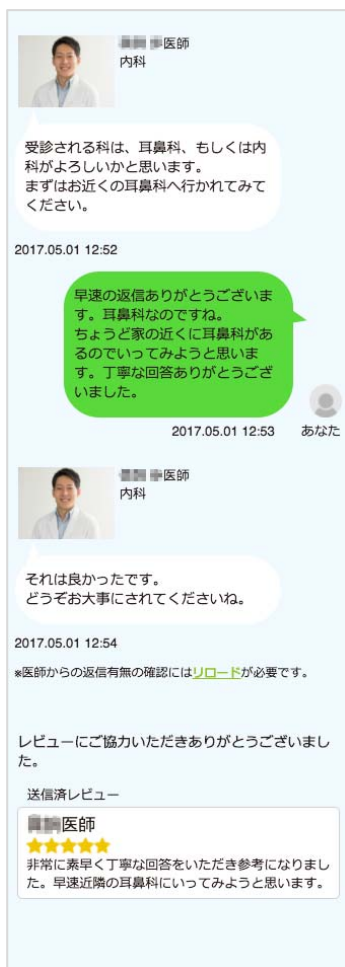 医師
内科
受診される科は、耳鼻科、もしくは内
科がよろしいかと思います。
まずはお近くの耳鼻科へ行かれてみて
ください。
2017.05.01 12:52
早速の返信ありがとうございま
す。耳鼻科なのですね。
ちょうど家の近くに耳鼻科があ
るのでいってみようと思いま
す。丁寧な回答ありがとうござ
いました。
2017.05.01 12:53 あなた
医師
内科
それは良かったです。
どうぞお大事にされてくださいね。
2017.05.01 12:54
※医師からの返信有無の確認にはリロードが必要です。
レビューにご協力いただきありがとうございまし
た。
送信済レビュー
医師
★★★★★
非常に素早く丁寧な回答をいただき参考になりまし
た。早速近隣の耳鼻科にいってみようと思います。